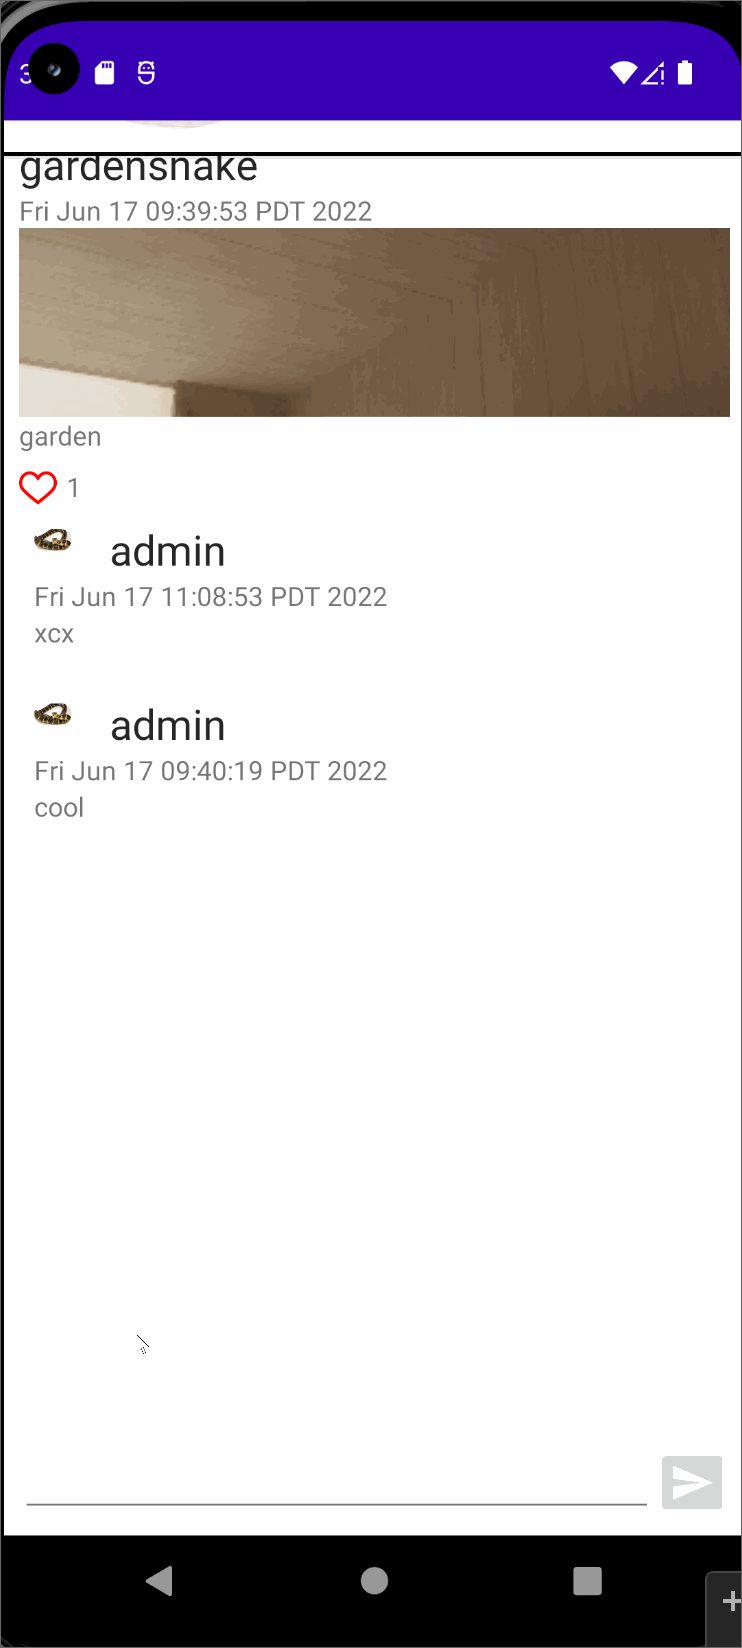 gardensnake
Fri Jun 17 09:39:53 PDT 2022
garden
1
admin
Fri Jun 17 11:08:53 PDT 2022
xcx
admin
Fri Jun 17 09:40:19 PDT 2022
cool